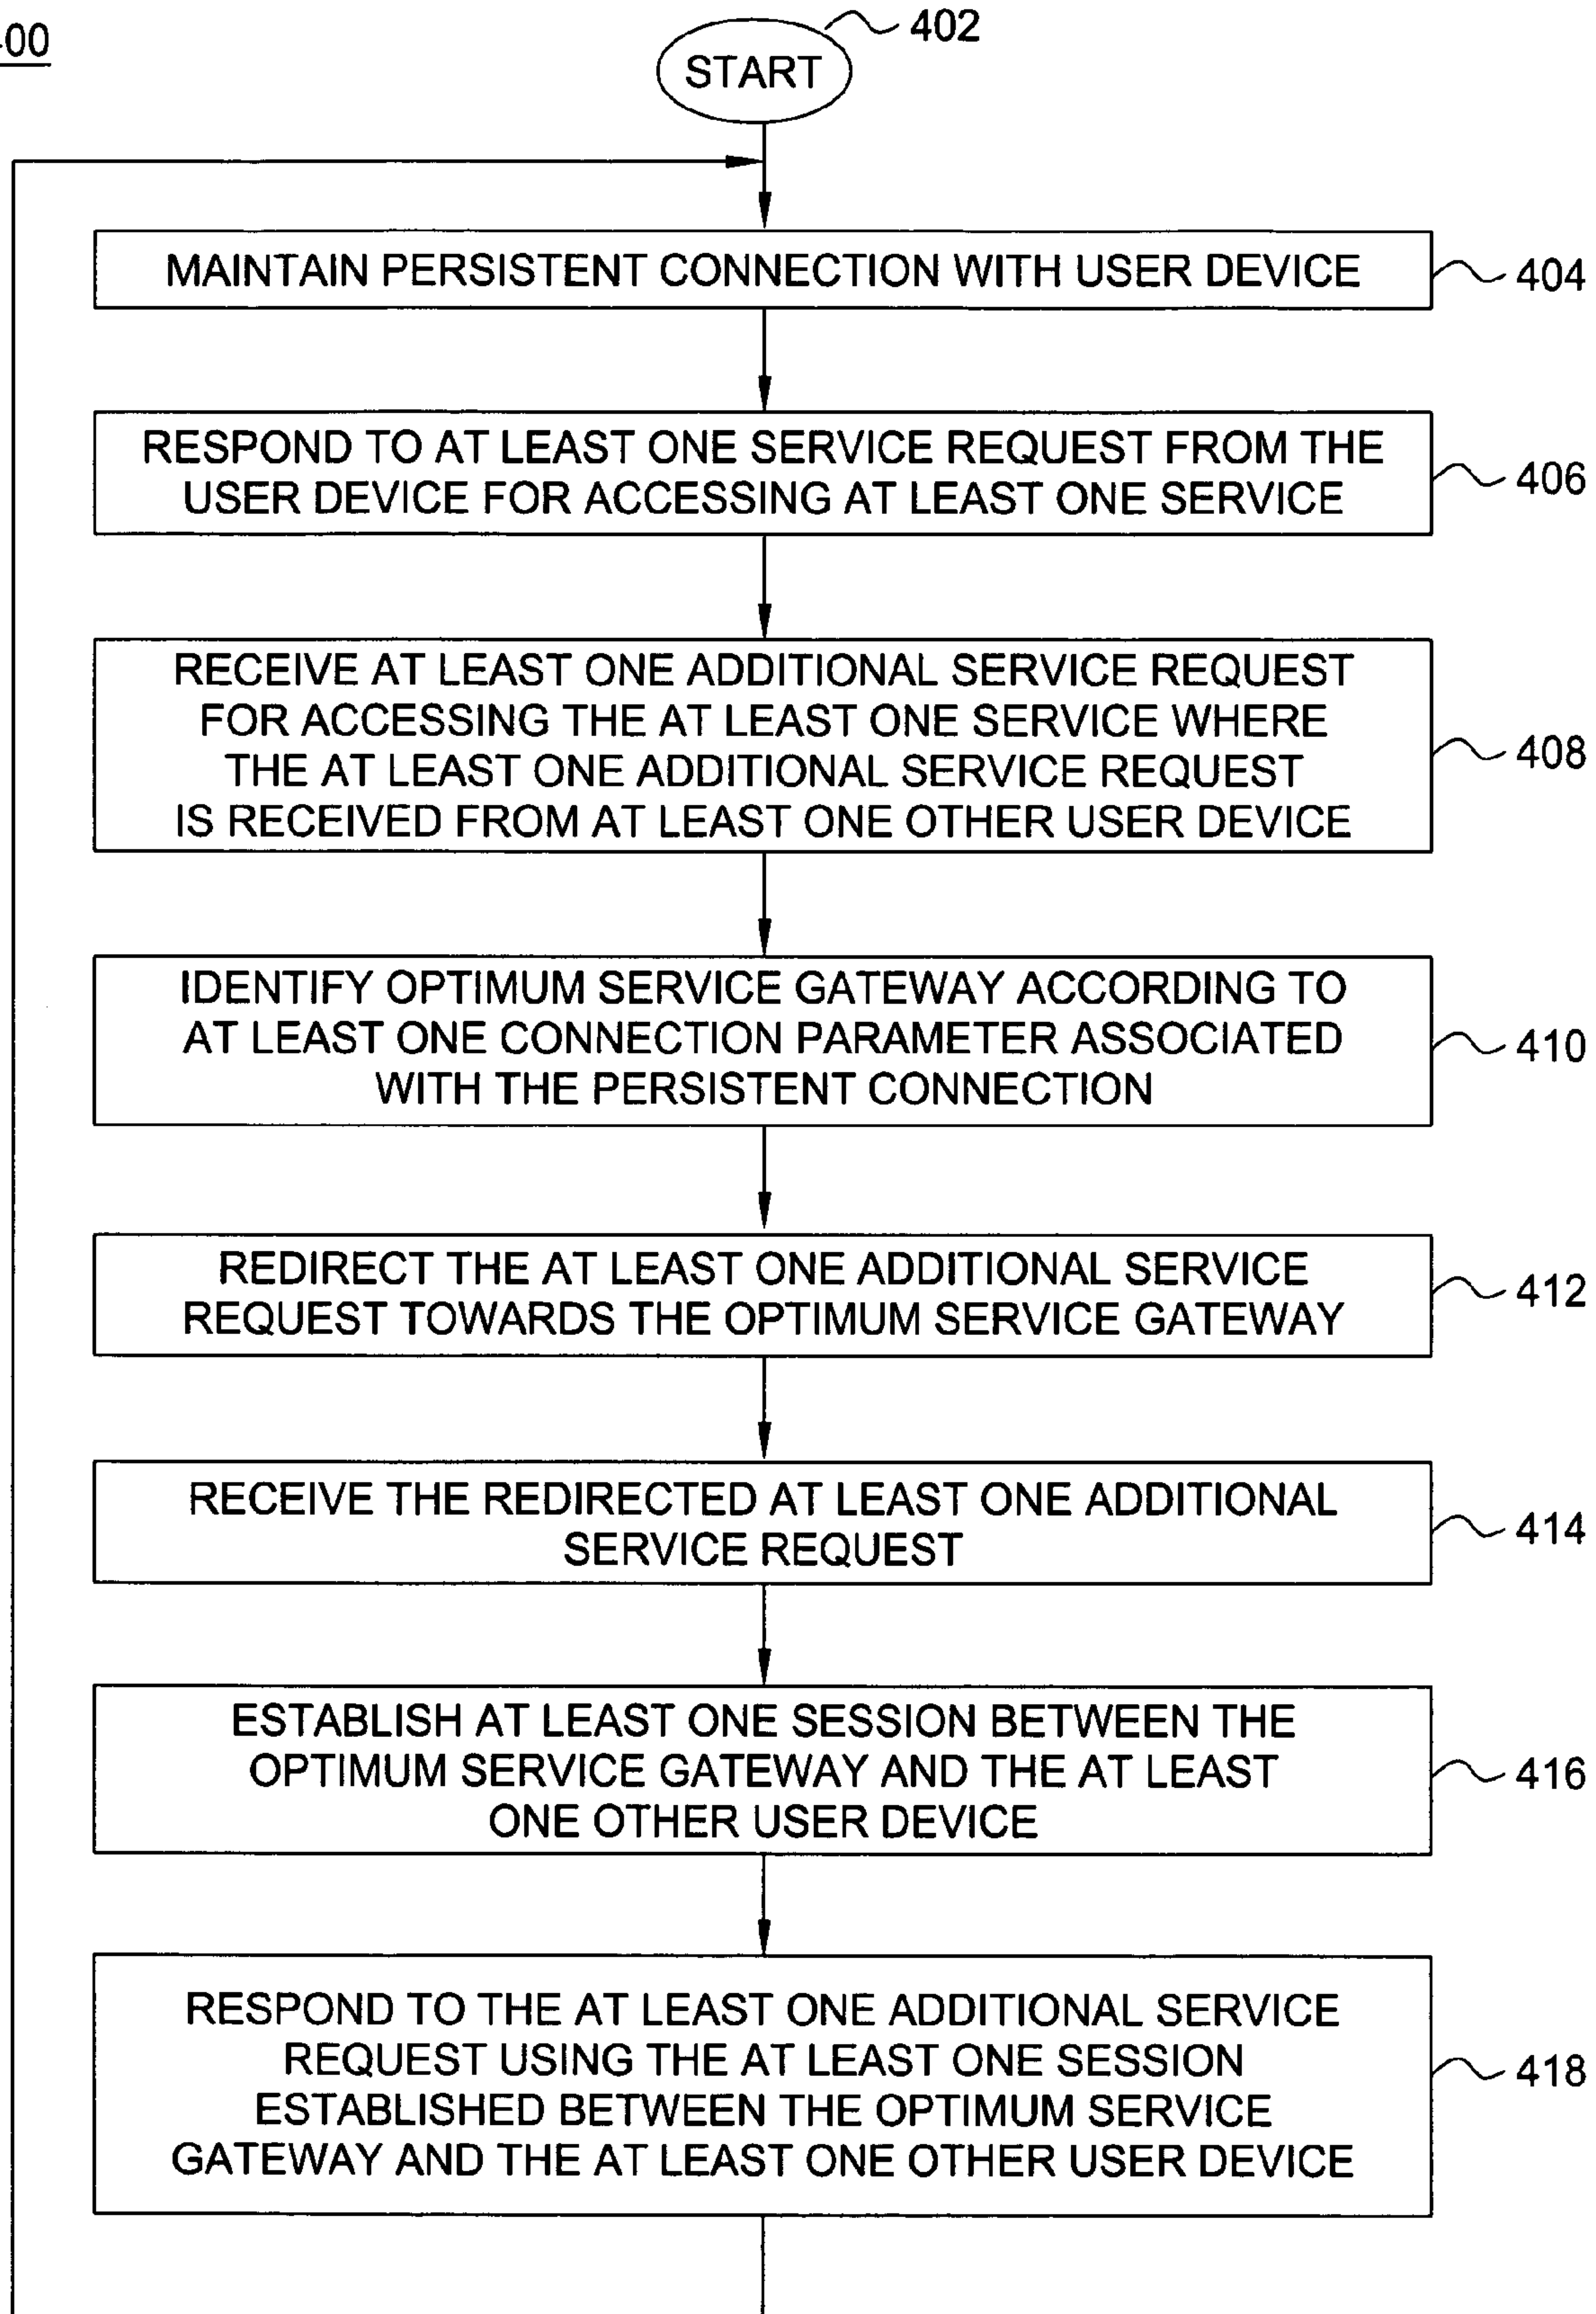 00
402
START
MAINTAIN PERSISTENT CONNECTION WITH USER DEVICE
404
RESPOND TO AT LEAST ONE SERVICE REQUEST FROM THE
USER DEVICE FOR ACCESSING AT LEAST ONE SERVICE
406
RECEIVE AT LEAST ONE ADDITIONAL SERVICE REQUEST
FOR ACCESSING THE AT LEAST ONE SERVICE WHERE
THE AT LEAST ONE ADDITIONAL SERVICE REQUEST
IS RECEIVED FROM AT LEAST ONE OTHER USER DEVICE
408
IDENTIFY OPTIMUM SERVICE GATEWAY ACCORDING TO
AT LEAST ONE CONNECTION PARAMETER ASSOCIATED
WITH THE PERSISTENT CONNECTION
410
REDIRECT THE AT LEAST ONE ADDITIONAL SERVICE
REQUEST TOWARDS THE OPTIMUM SERVICE GATEWAY
412
RECEIVE THE REDIRECTED AT LEAST ONE ADDITIONAL
SERVICE REQUEST
414
ESTABLISH AT LEAST ONE SESSION BETWEEN THE
OPTIMUM SERVICE GATEWAY AND THE AT LEAST
ONE OTHER USER DEVICE
416
RESPOND TO THE AT LEAST ONE ADDITIONAL SERVICE
REQUEST USING THE AT LEAST ONE SESSION
ESTABLISHED BETWEEN THE OPTIMUM SERVICE
GATEWAY AND THE AT LEAST ONE OTHER USER DEVICE
418